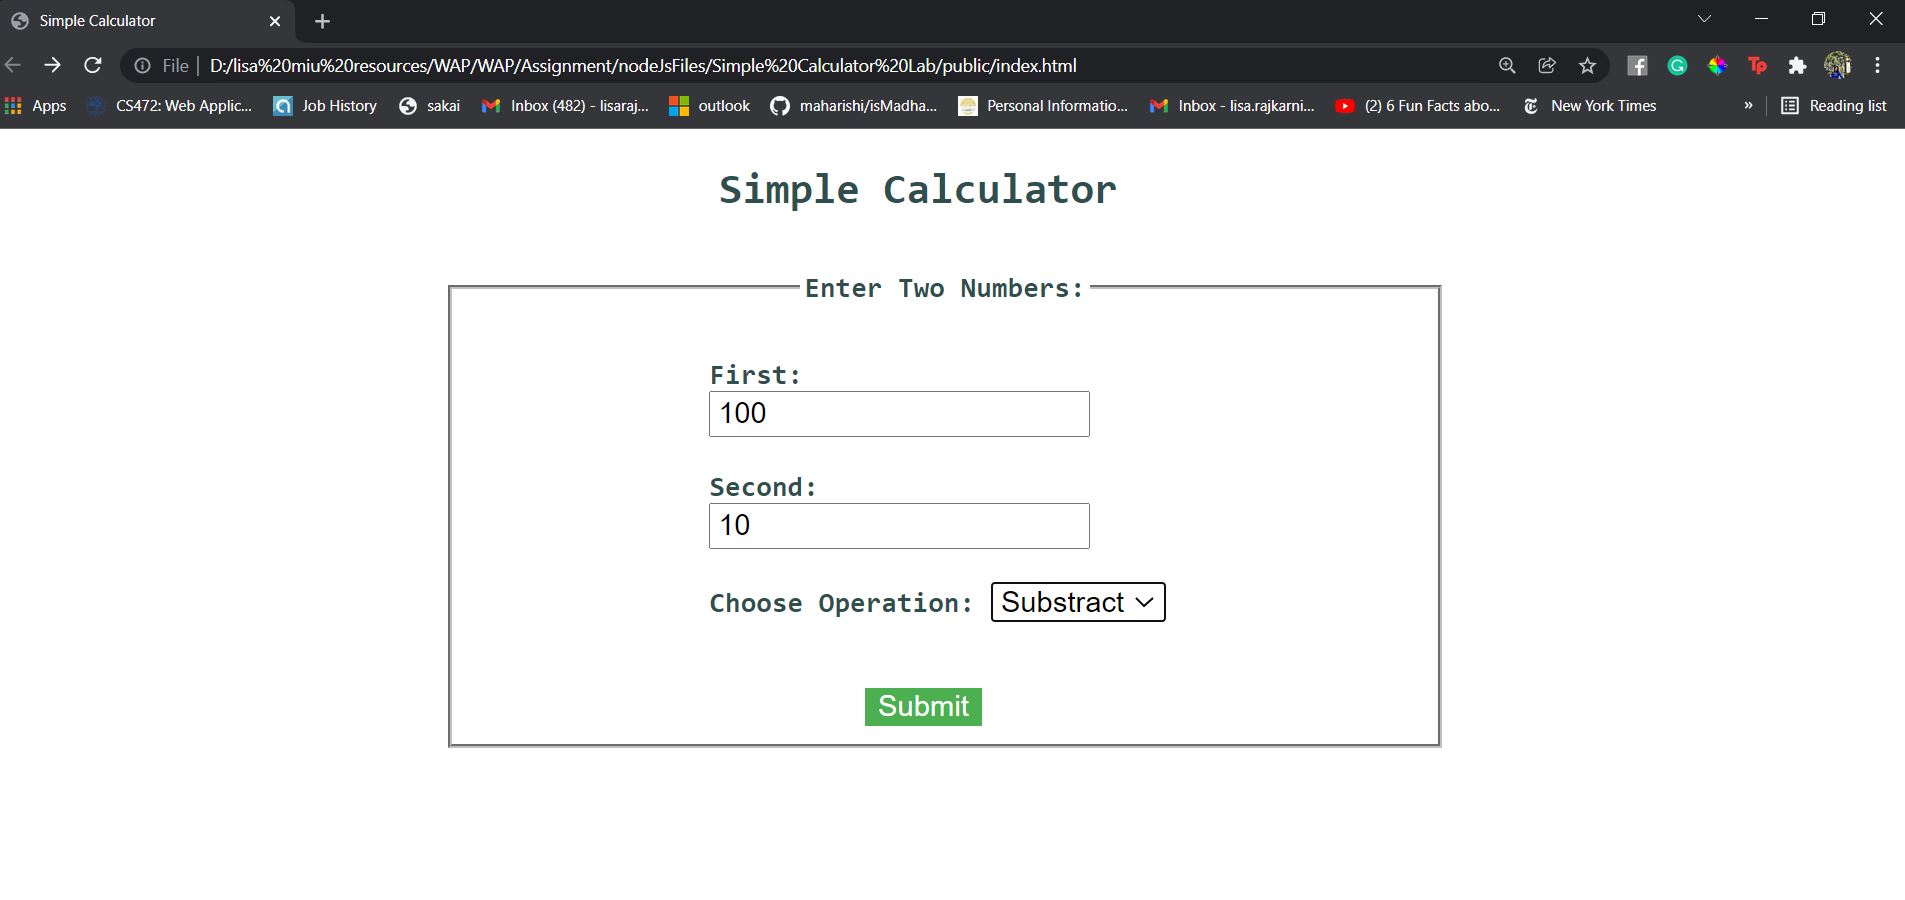 Simple Calculator
File D:/lisa%20miu%20resources/WAP/WAP/Assignment/nodeJsFiles/Simple%20Calculator%20Lab/public/index.html
Apps CS472: Web Applic... Job History sakai Inbox (482) - lisaraj... outlook maharishi/isMadha... Personal Informatio... Inbox - lisa.rajkarni... (2) 6 Fun Facts abo... New York Times » Reading list
Simple Calculator
Enter Two Numbers:
First:
100
Second:
10
Choose Operation: Substract
Submit